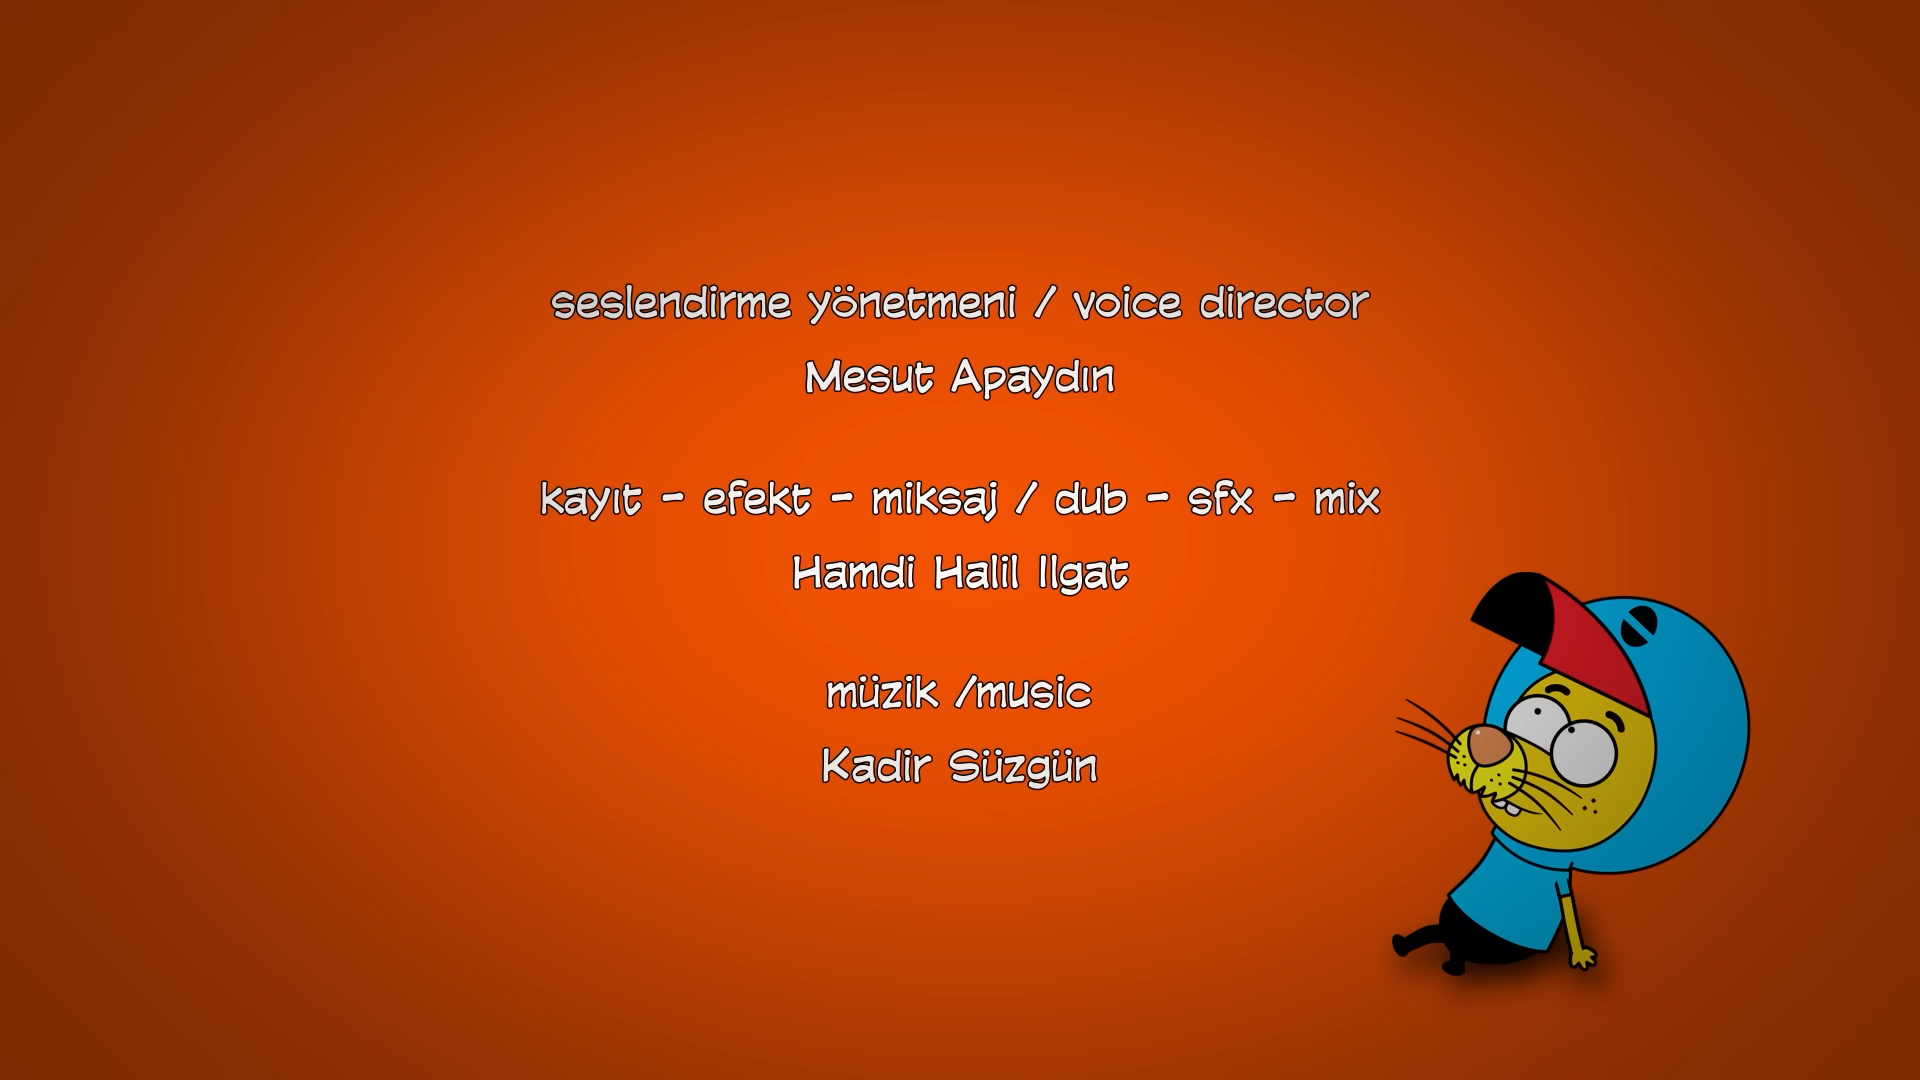 seslendirme yönetmeni / voice director
Mesut Apaydın
kayıt - efekt - miksaj / dub - sfx - mix
Hamdi Halil Ilgat
müzik /music
Kadir Süzgün